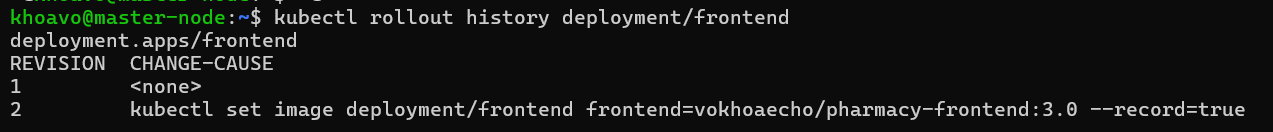 khoavo@master-node:~$ kubectl rollout history deployment/frontend
deployment.apps/frontend
REVISION  CHANGE-CAUSE
1         <none>
2         kubectl set image deployment/frontend frontend=vokhoaecho/pharmacy-frontend:3.0 --record=true